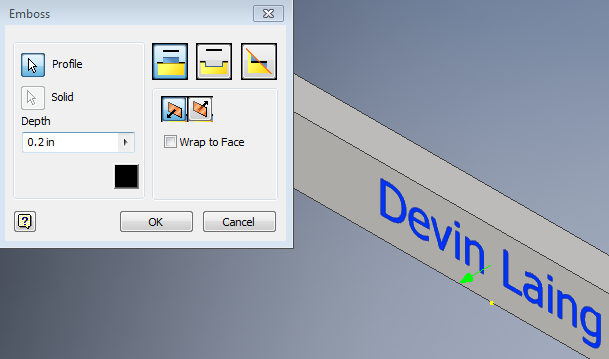 Emboss
Profile
Solid
Depth
0.2 in
Wrap to Face
?
OK
Cancel
Devin Laing